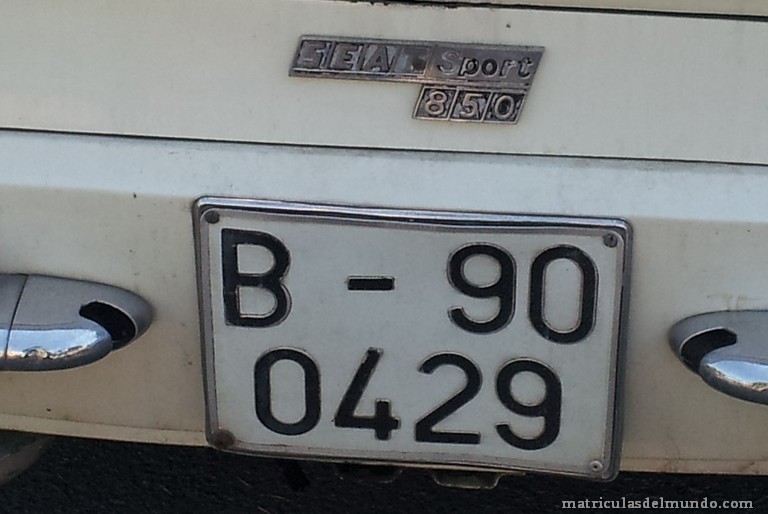 SEAT Sport
850
B - 90
0429
matriculasdelmundo.com